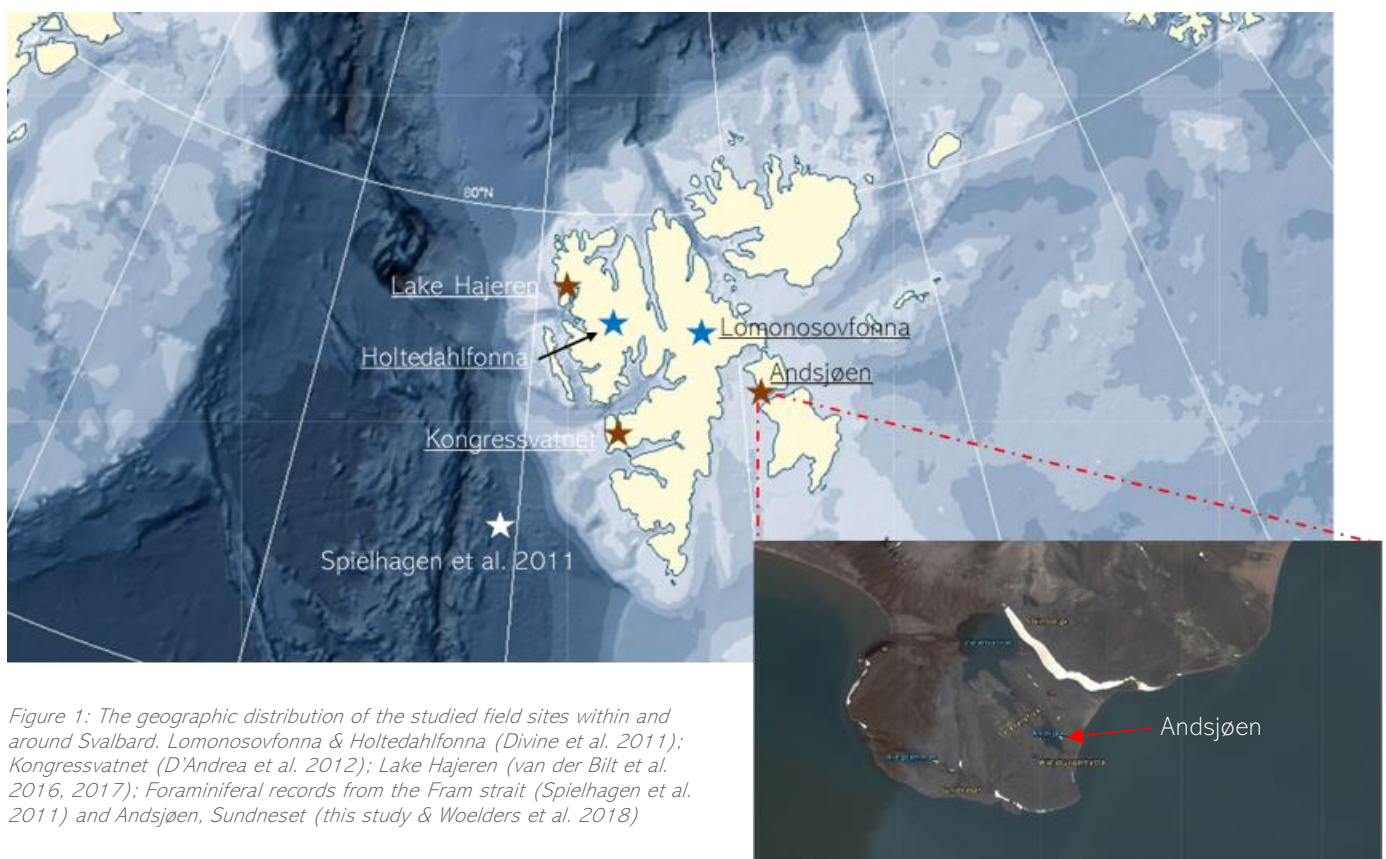 80°N
Lake Hajeren
Holtedahlfonna
Lomonosovfonna
Andsjøen
Kongressvatnet
Spielhagen et al. 2011
Andsjøen
Figure 1: The geographic distribution of the studied field sites within and
around Svalbard. Lomonosovfonna & Holtedahlfonna (Divine et al. 2011);
Kongressvatnet (D'Andrea et al. 2012); Lake Hajeren (van der Bilt et al.
2016, 2017); Foraminiferal records from the Fram strait (Spielhagen et al.
2011) and Andsjøen, Sundneset (this study & Woelders et al. 2018)